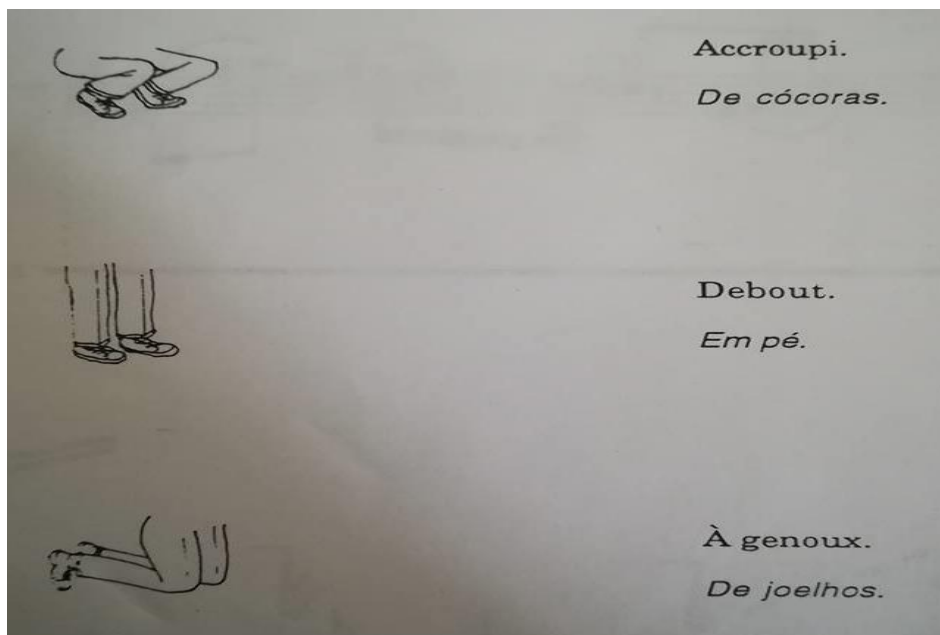 Accroupi.
De cócoras.
Debout.
Em pé.
À genoux.
De joelhos.